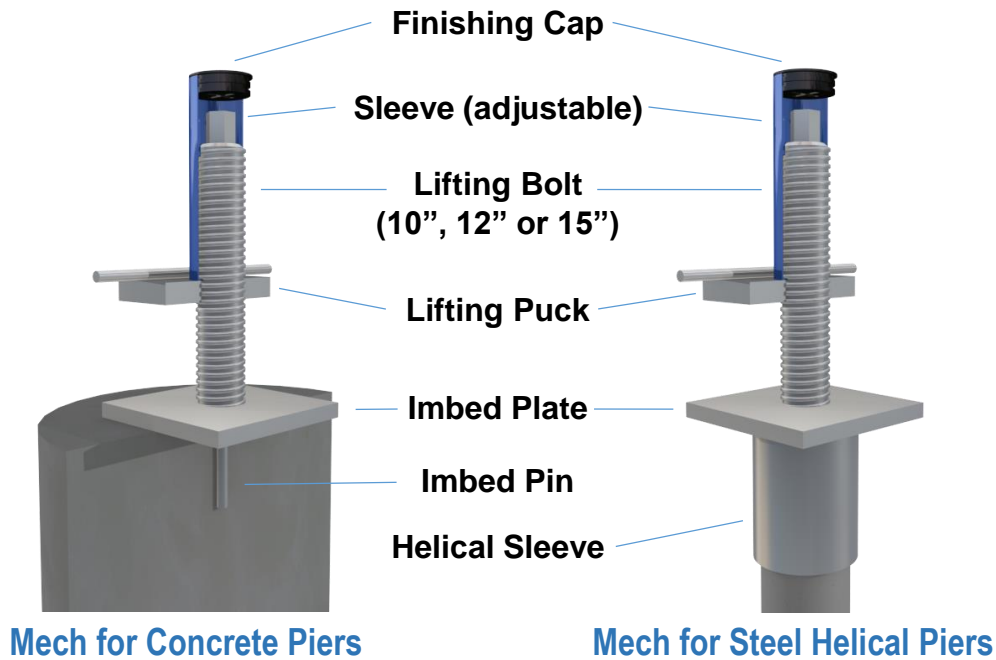 Finishing Cap
Sleeve (adjustable)
Lifting Bolt
(10”, 12” or 15”)
Lifting Puck
Imbed Plate
Imbed Pin
Helical Sleeve
Mech for Concrete Piers
Mech for Steel Helical Piers